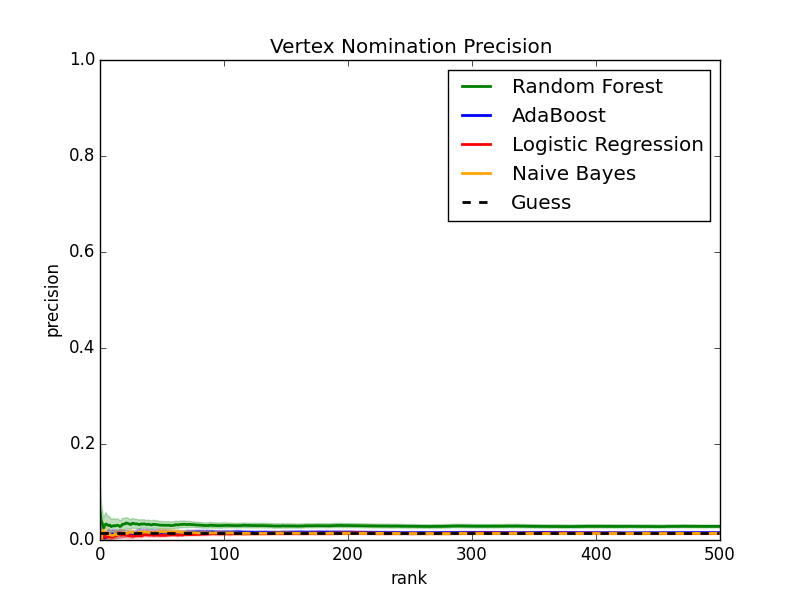 Vertex Nomination Precision
1.0
0.8
0.6
0.4
0.2
0.0
precision
Random Forest
AdaBoost
Logistic Regression
Naive Bayes
Guess
0 100 200 300 400 500
rank